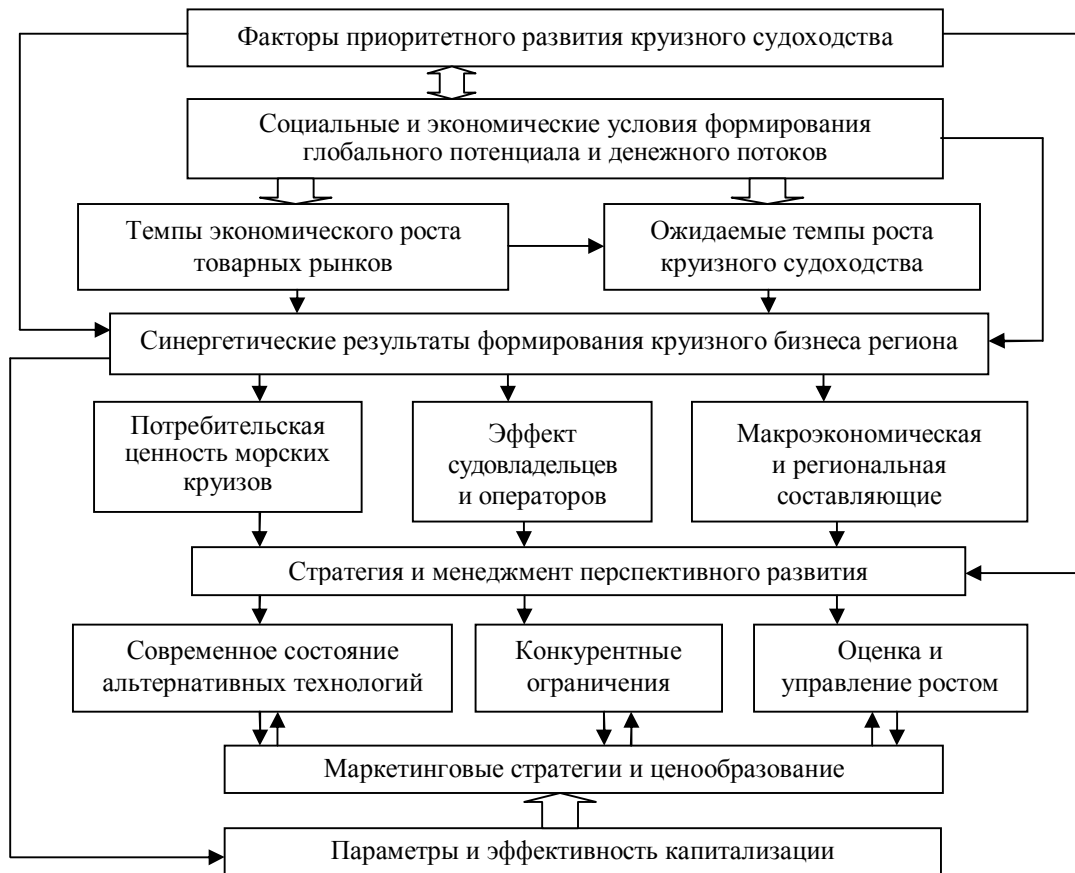 Факторы приоритетного развития круизного судоходства
Социальные и экономические условия формирования
глобального потенциала и денежного потоков
Темпы экономического роста
товарных рынков
Ожидаемые темпы роста
круизного судоходства
Синергетические результаты формирования круизного бизнеса региона
Потребительская
ценность морских
круизов
Эффект
судовладельцев
и операторов
Макроэкономическая
и региональная
составляющие
Стратегия и менеджмент перспективного развития
Современное состояние
альтернативных технологий
Конкурентные
ограничения
Оценка и
управление ростом
Маркетинговые стратегии и ценообразование
Параметры и эффективность капитализации